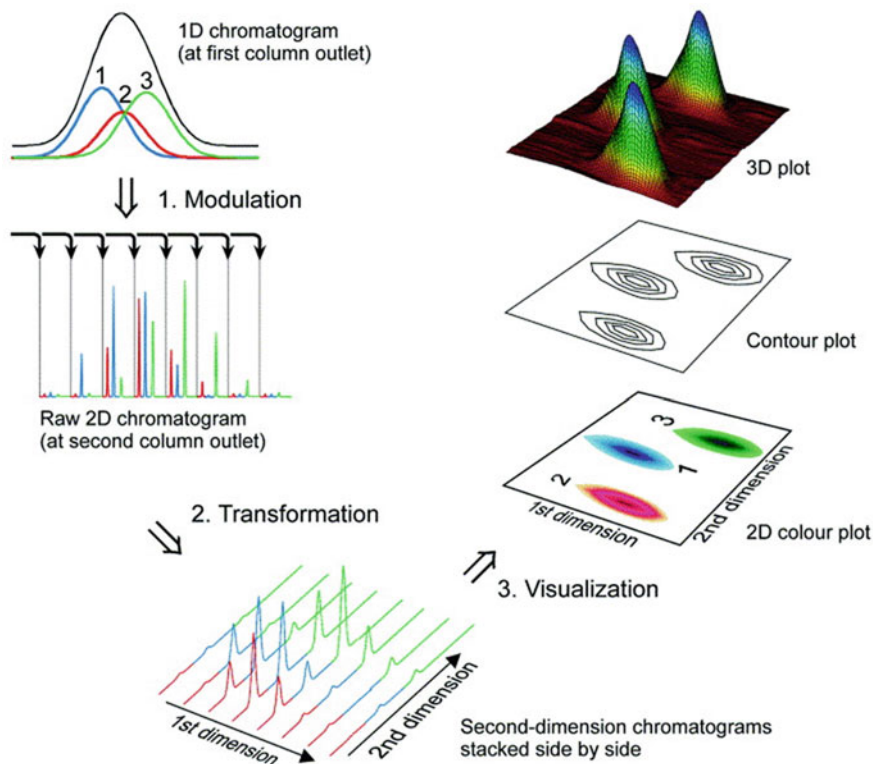 1D chromatogram
(at first column outlet)
1
2
3
1. Modulation
Raw 2D chromatogram
(at second column outlet)
2. Transformation
1st dimension
2nd dimension
Second-dimension chromatograms
stacked side by side
3. Visualization
3D plot
Contour plot
3
1
2
1st dimension
2nd dimension
2D colour plot